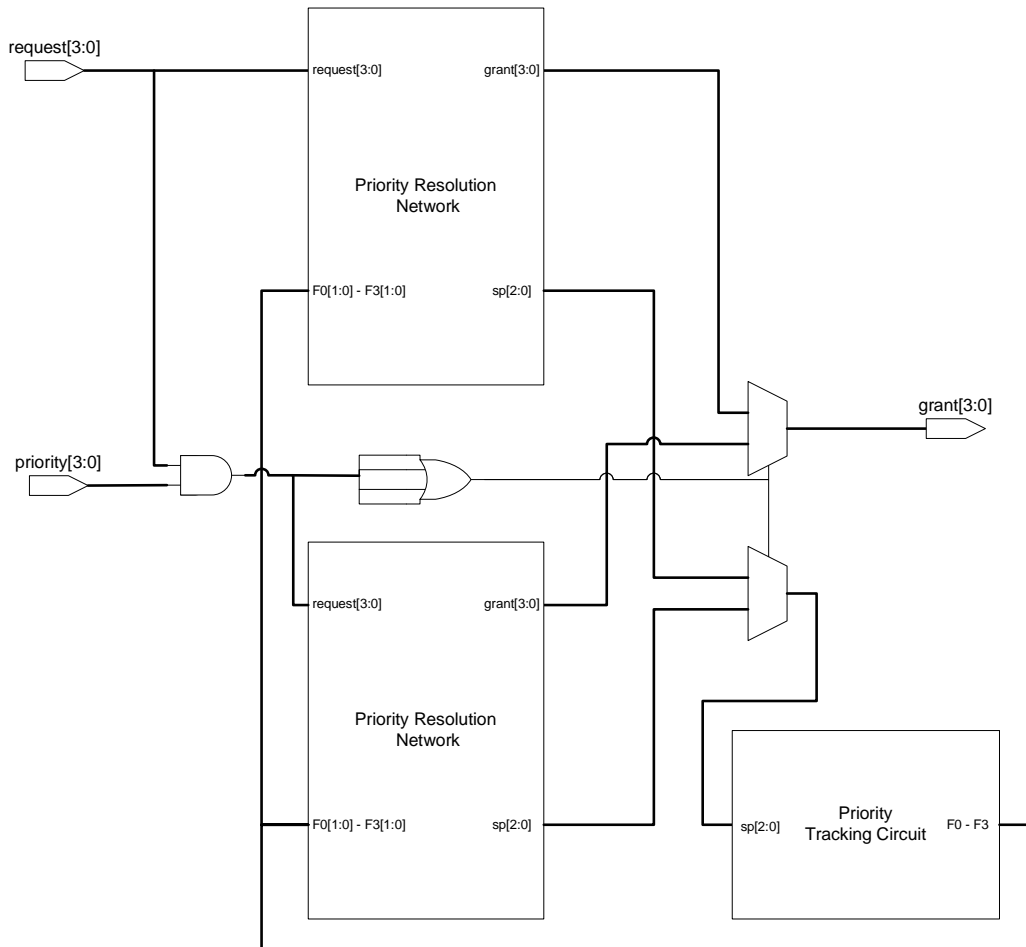 request[3:0]
request[3:0]
grant[3:0]
Priority Resolution
Network
F0[1:0] - F3[1:0]
sp[2:0]
grant[3:0]
priority[3:0]
request[3:0]
grant[3:0]
Priority Resolution
Network
F0[1:0] - F3[1:0]
sp[2:0]
sp[2:0]
Priority
Tracking Circuit
F0 - F3